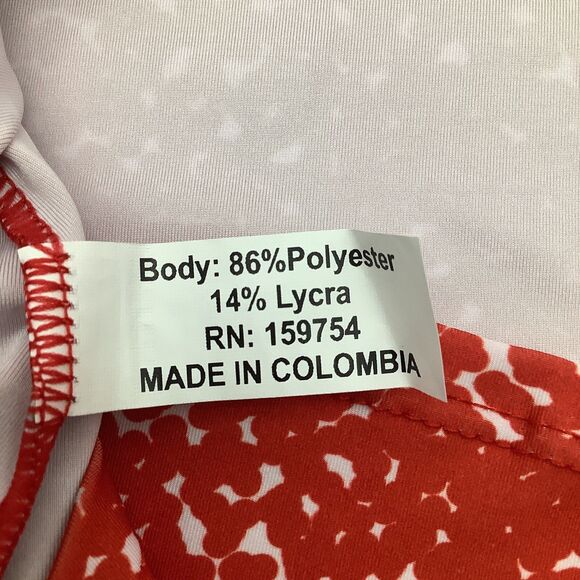 Body: 86%Polyester
14% Lycra
RN: 159754
MADE IN COLOMBIA